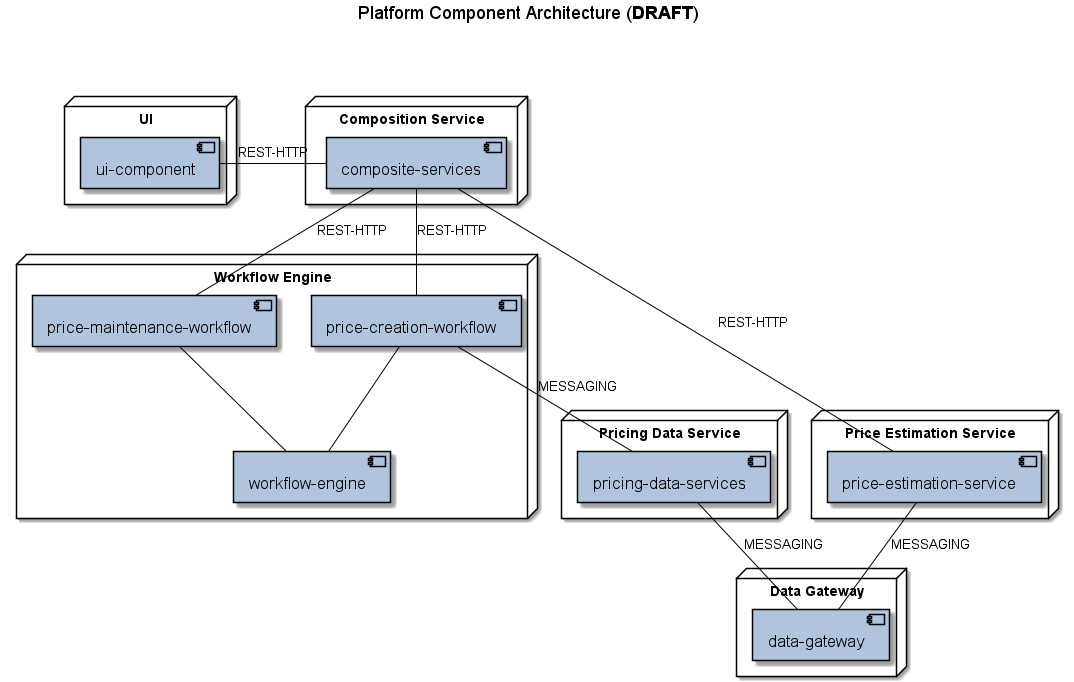 Platform Component Architecture (DRAFT)
UI
Composition Service
ui-component
REST-HTTP
composite-services
REST-HTTP
REST-HTTP
Workflow Engine
price-maintenance-workflow
price-creation-workflow
REST-HTTP
MESSAGING
Pricing Data Service
Price Estimation Service
workflow-engine
pricing-data-services
price-estimation-service
MESSAGING
MESSAGING
Data Gateway
data-gateway